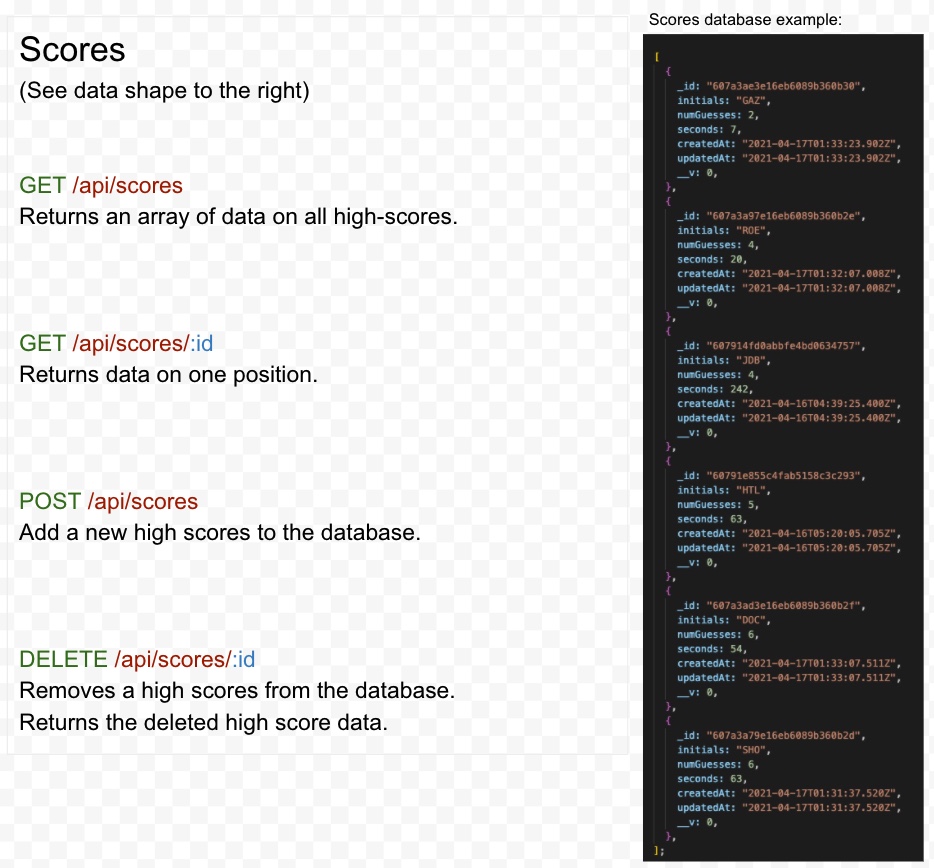 Scores
(See data shape to the right)
GET /api/scores
Returns an array of data on all high-scores.
GET /api/scores/:id
Returns data on one position.
POST /api/scores
Add a new high scores to the database.
DELETE /api/scores/:id
Removes a high scores from the database.
Returns the deleted high score data.
Scores database example:
[
{
_id: "607a3ae3e16eb6089b360b30",
initials: "GAZ",
numGuesses: 2,
seconds: 7,
createdAt: "2021-04-17T01:33:23.902Z",
updatedAt: "2021-04-17T01:33:23.902Z",
__v: 0,
},
{
_id: "607a3a97e16eb6089b360b2e",
initials: "ROE",
numGuesses: 4,
seconds: 20,
createdAt: "2021-04-17T01:32:07.008Z",
updatedAt: "2021-04-17T01:32:07.008Z",
__v: 0,
},
{
_id: "607914fd0abbfe4bd0634757",
initials: "JDB",
numGuesses: 4,
seconds: 242,
createdAt: "2021-04-16T04:39:25.400Z",
updatedAt: "2021-04-16T04:39:25.400Z",
__v: 0,
},
{
_id: "60791e855c4fab5158c3c293",
initials: "HTL",
numGuesses: 5,
seconds: 63,
createdAt: "2021-04-16T05:20:05.705Z",
updatedAt: "2021-04-16T05:20:05.705Z",
__v: 0,
},
{
_id: "607a3ad3e16eb6089b360b2f",
initials: "DOC",
numGuesses: 6,
seconds: 54,
createdAt: "2021-04-17T01:33:07.511Z",
updatedAt: "2021-04-17T01:33:07.511Z",
__v: 0,
},
{
_id: "607a3a79e16eb6089b360b2d",
initials: "SHO",
numGuesses: 6,
seconds: 63,
createdAt: "2021-04-17T01:31:37.520Z",
updatedAt: "2021-04-17T01:31:37.520Z",
__v: 0,
},
];